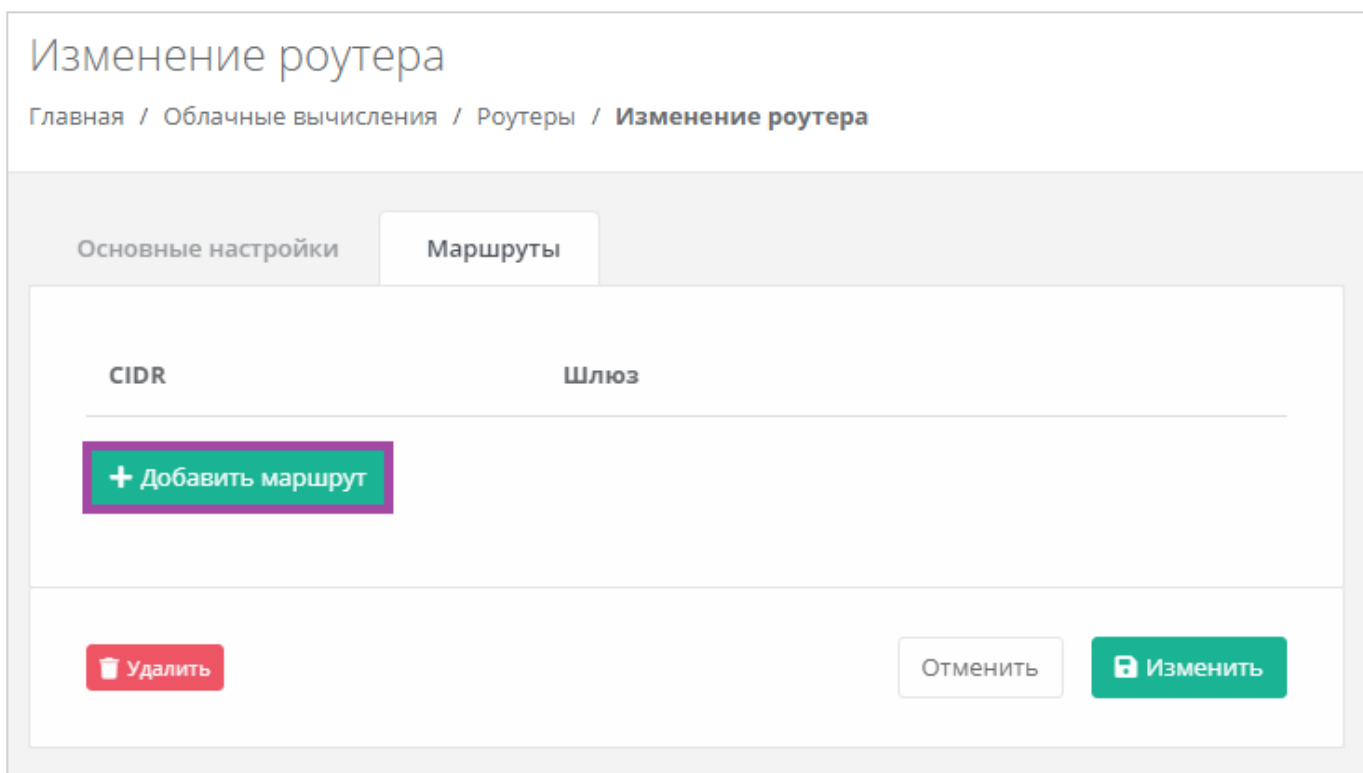 Изменение роутера
Главная / Облачные вычисления / Роутеры / Изменение роутера
Основные настройки Маршруты
CIDR Шлюз
+ Добавить маршрут
Удалить Отменить Изменить